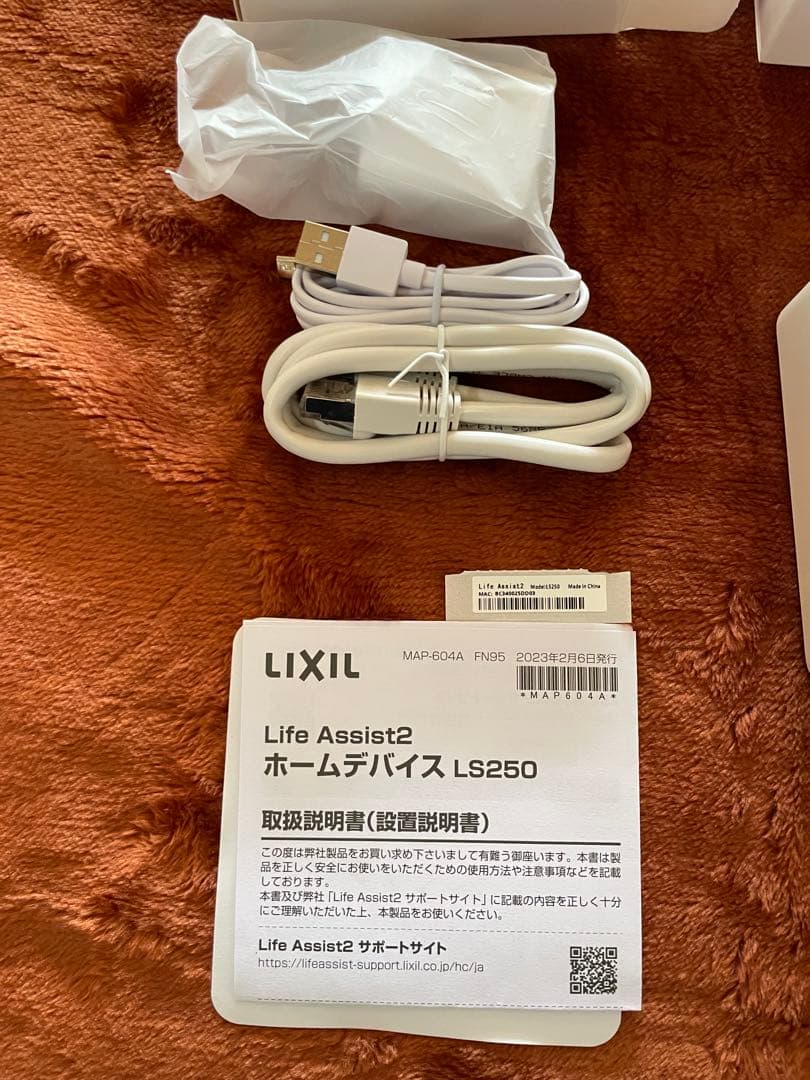 Life Assist2 Model:LS250 Made in China
MAC: BC340025DD03
LIXIL
MAP-604A FN95 2023年2月6日発行
*MAP604A*
Life Assist2
ホームデバイス LS250
取扱説明書(設置説明書)
この度は弊社製品をお買い求め下さいまして有難う御座います。本書は製
品を正しく安全にお使いをいただくための使用方法や注意事項などを記載
しております。
本書及び弊社「Life Assist2 サポートサイト」に記載の内容を正しく十分
にご理解いただいた上、本製品をお使いください。
Life Assist2 サポートサイト
https://lifeassist-support.lixil.co.jp/hc/ja